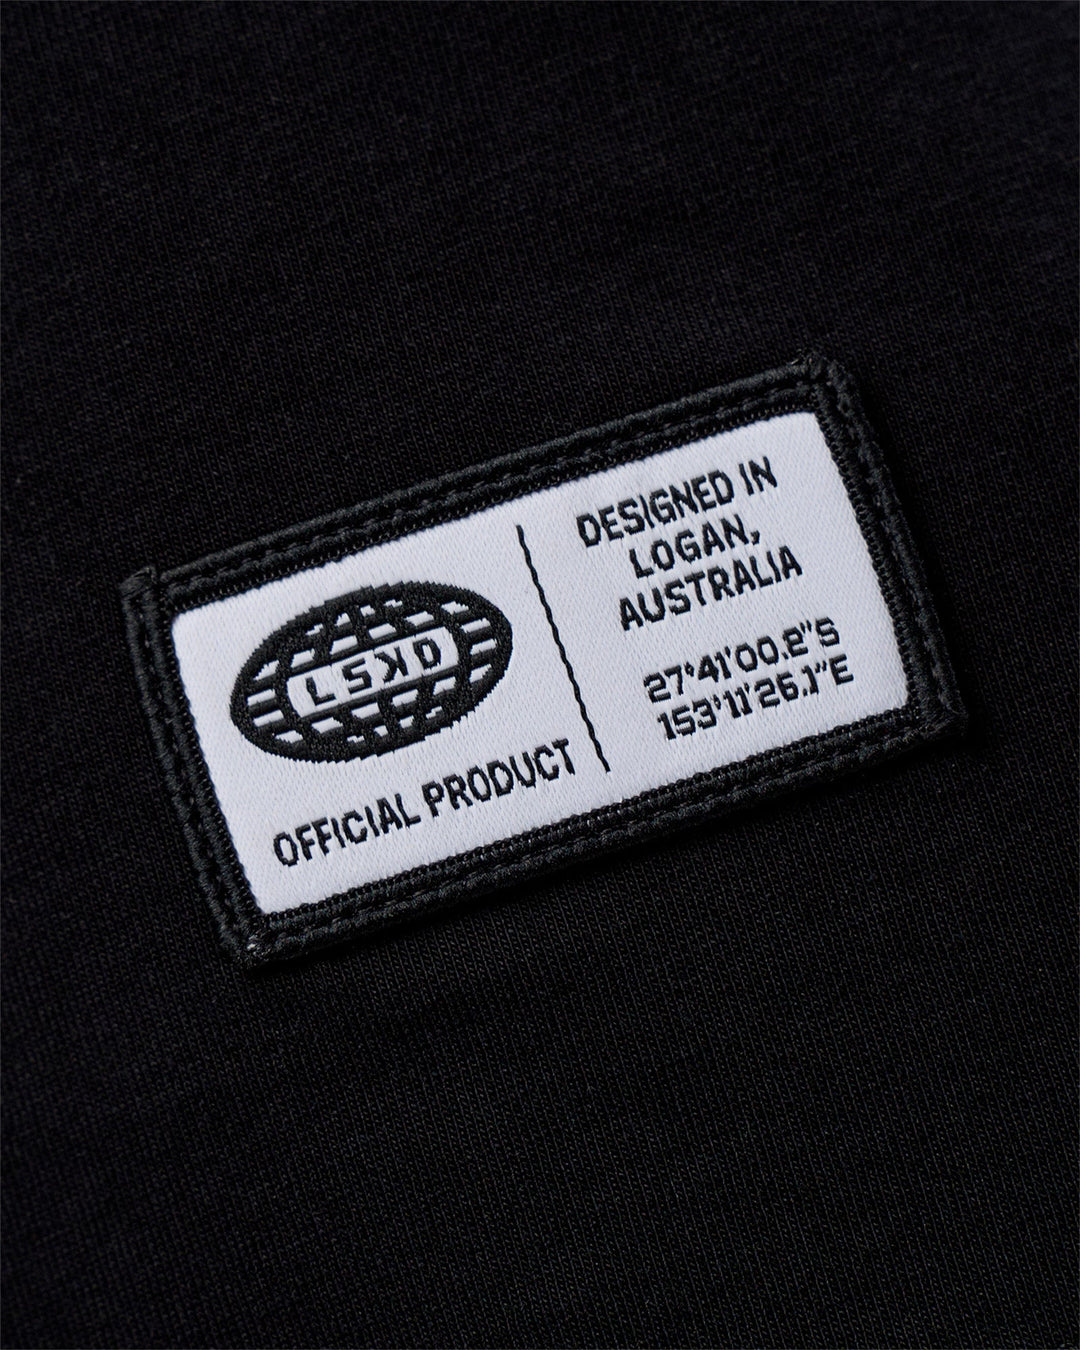 LSKD
OFFICIAL PRODUCT
DESIGNED IN
LOGAN,
AUSTRALIA
27°41'00.2"S
153°11'26.1"E